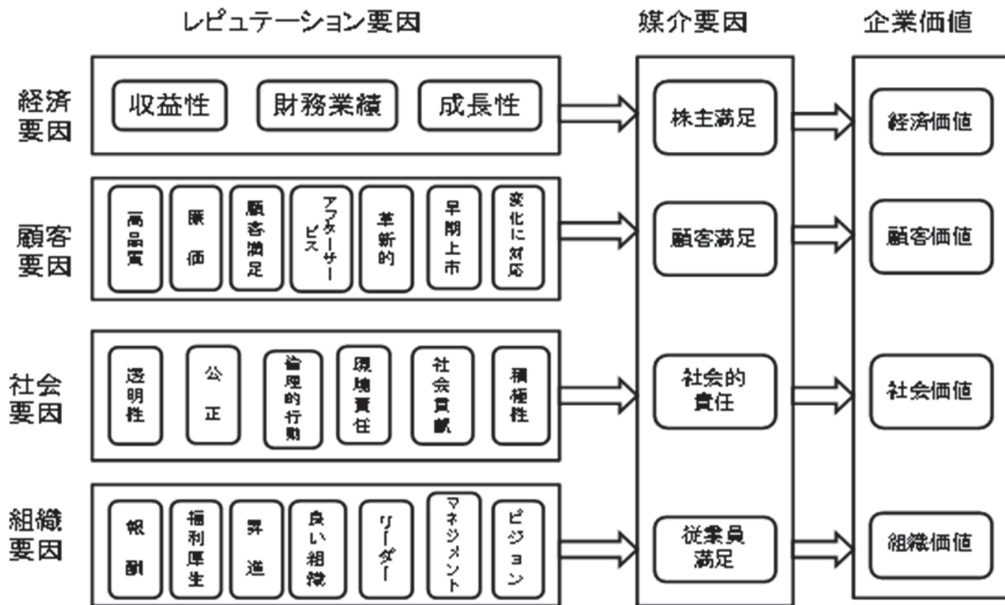 レピュテーション要因
媒介要因
企業価値
経済
要因
収益性
財務業績
成長性
株主満足
経済価値
顧客
要因
高品質
廉価
顧客満足
アフターサービス
革新的
早期上市
変化に対応
顧客満足
顧客価値
社会
要因
透明性
公正
倫理的行動
環境責任
社会貢献
積極性
社会的
責任
社会価値
組織
要因
報酬
福利厚生
昇進
良い組織
リーダー
マネジメント
ビジョン
従業員
満足
組織価値